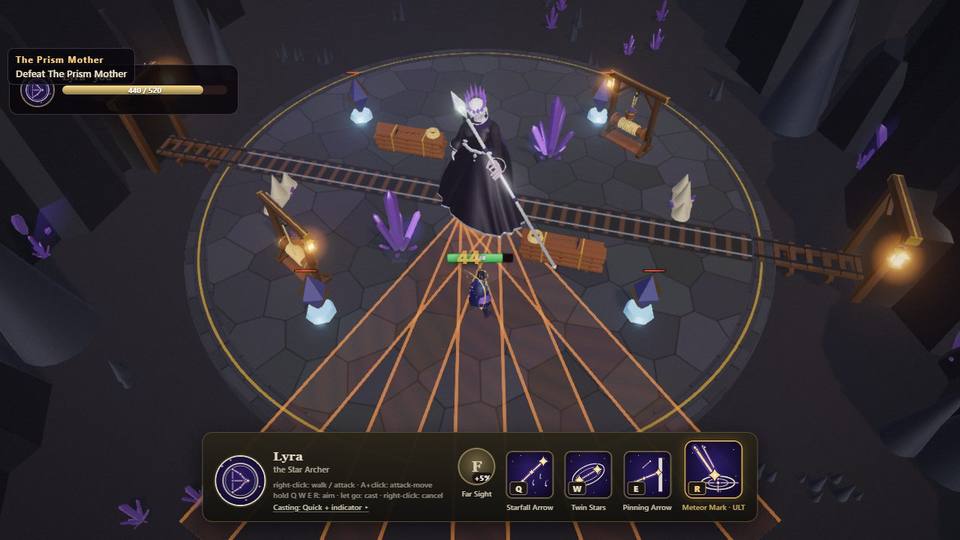 The Prism Mother
Defeat The Prism Mother
440 / 520
44
Lyra
the Star Archer
right-click: walk / attack · A+click: attack-move
hold Q W E R: aim · let go: cast · right-click: cancel
Casting: Quick + indicator
F
+5%
Far Sight
Q
Starfall Arrow
W
Twin Stars
E
Pinning Arrow
R
Meteor Mark · ULT